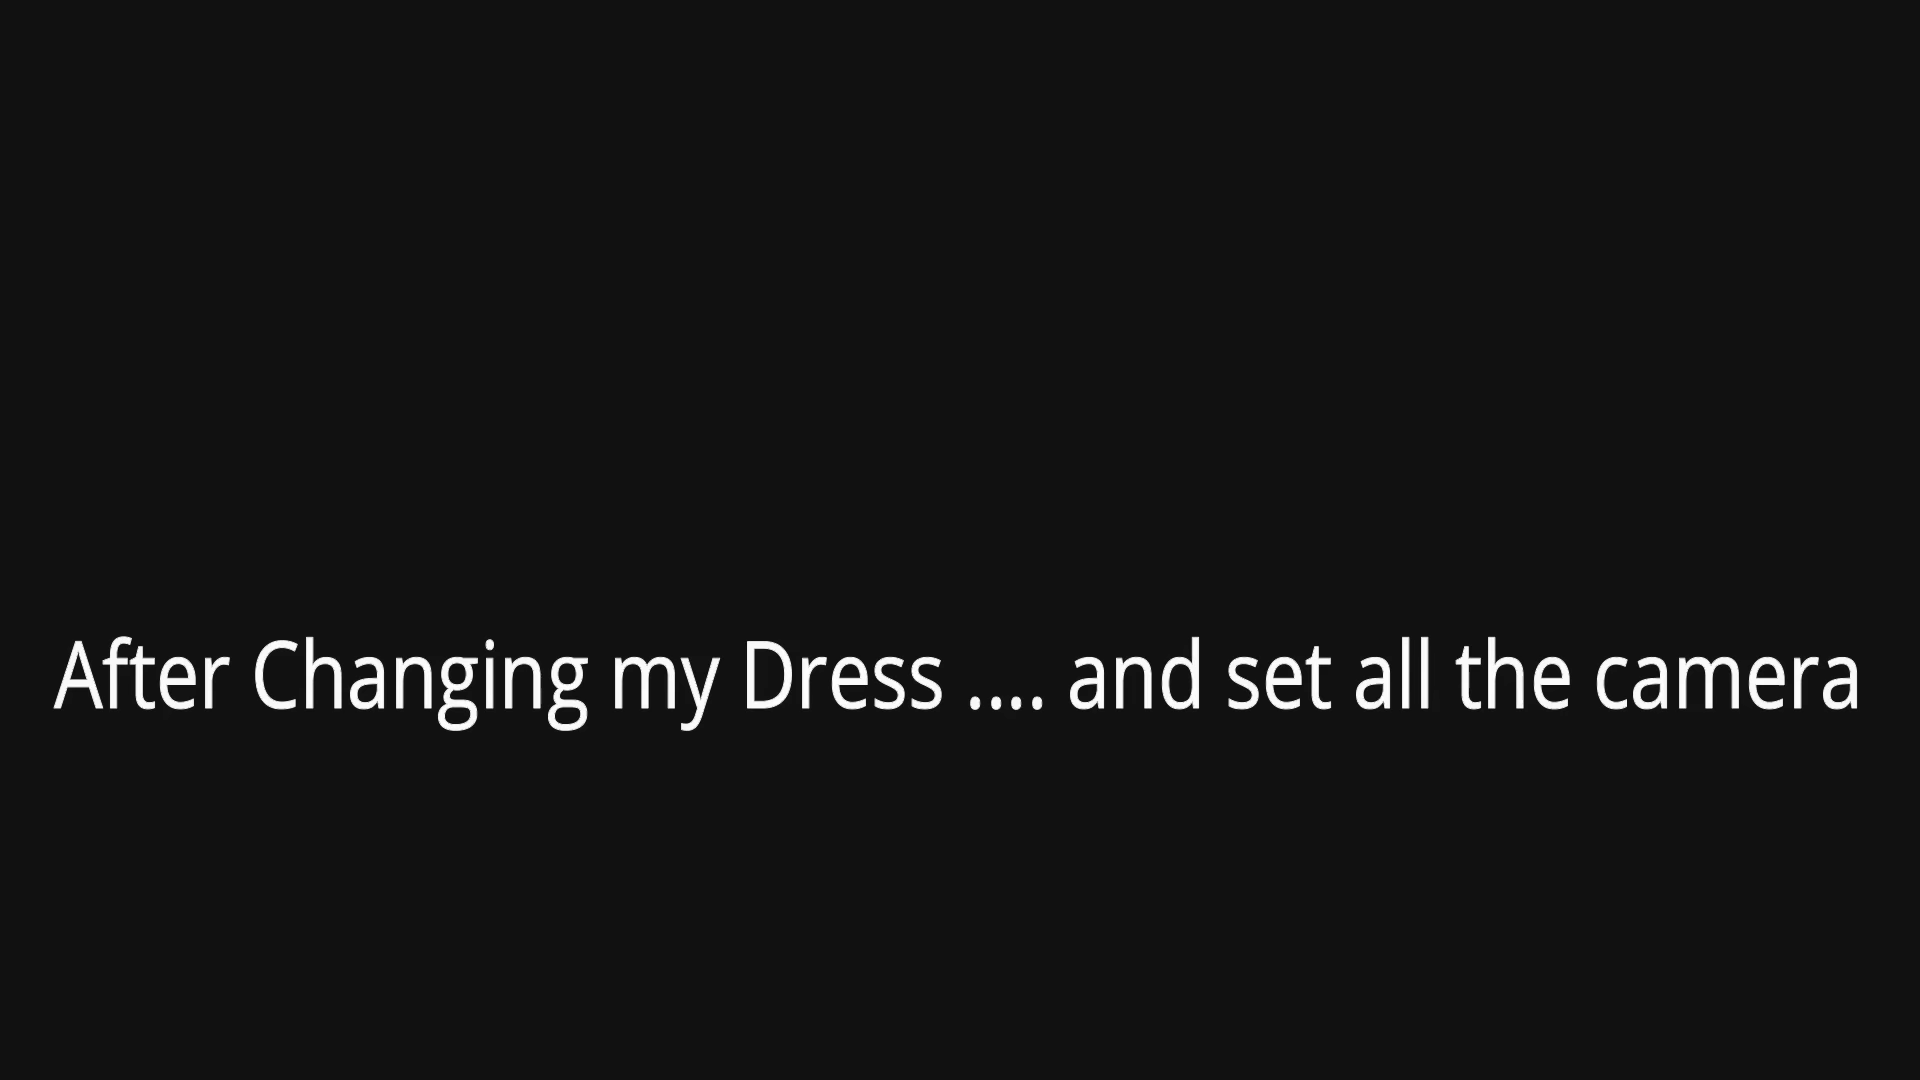 After Changing my Dress .... and set all the camera